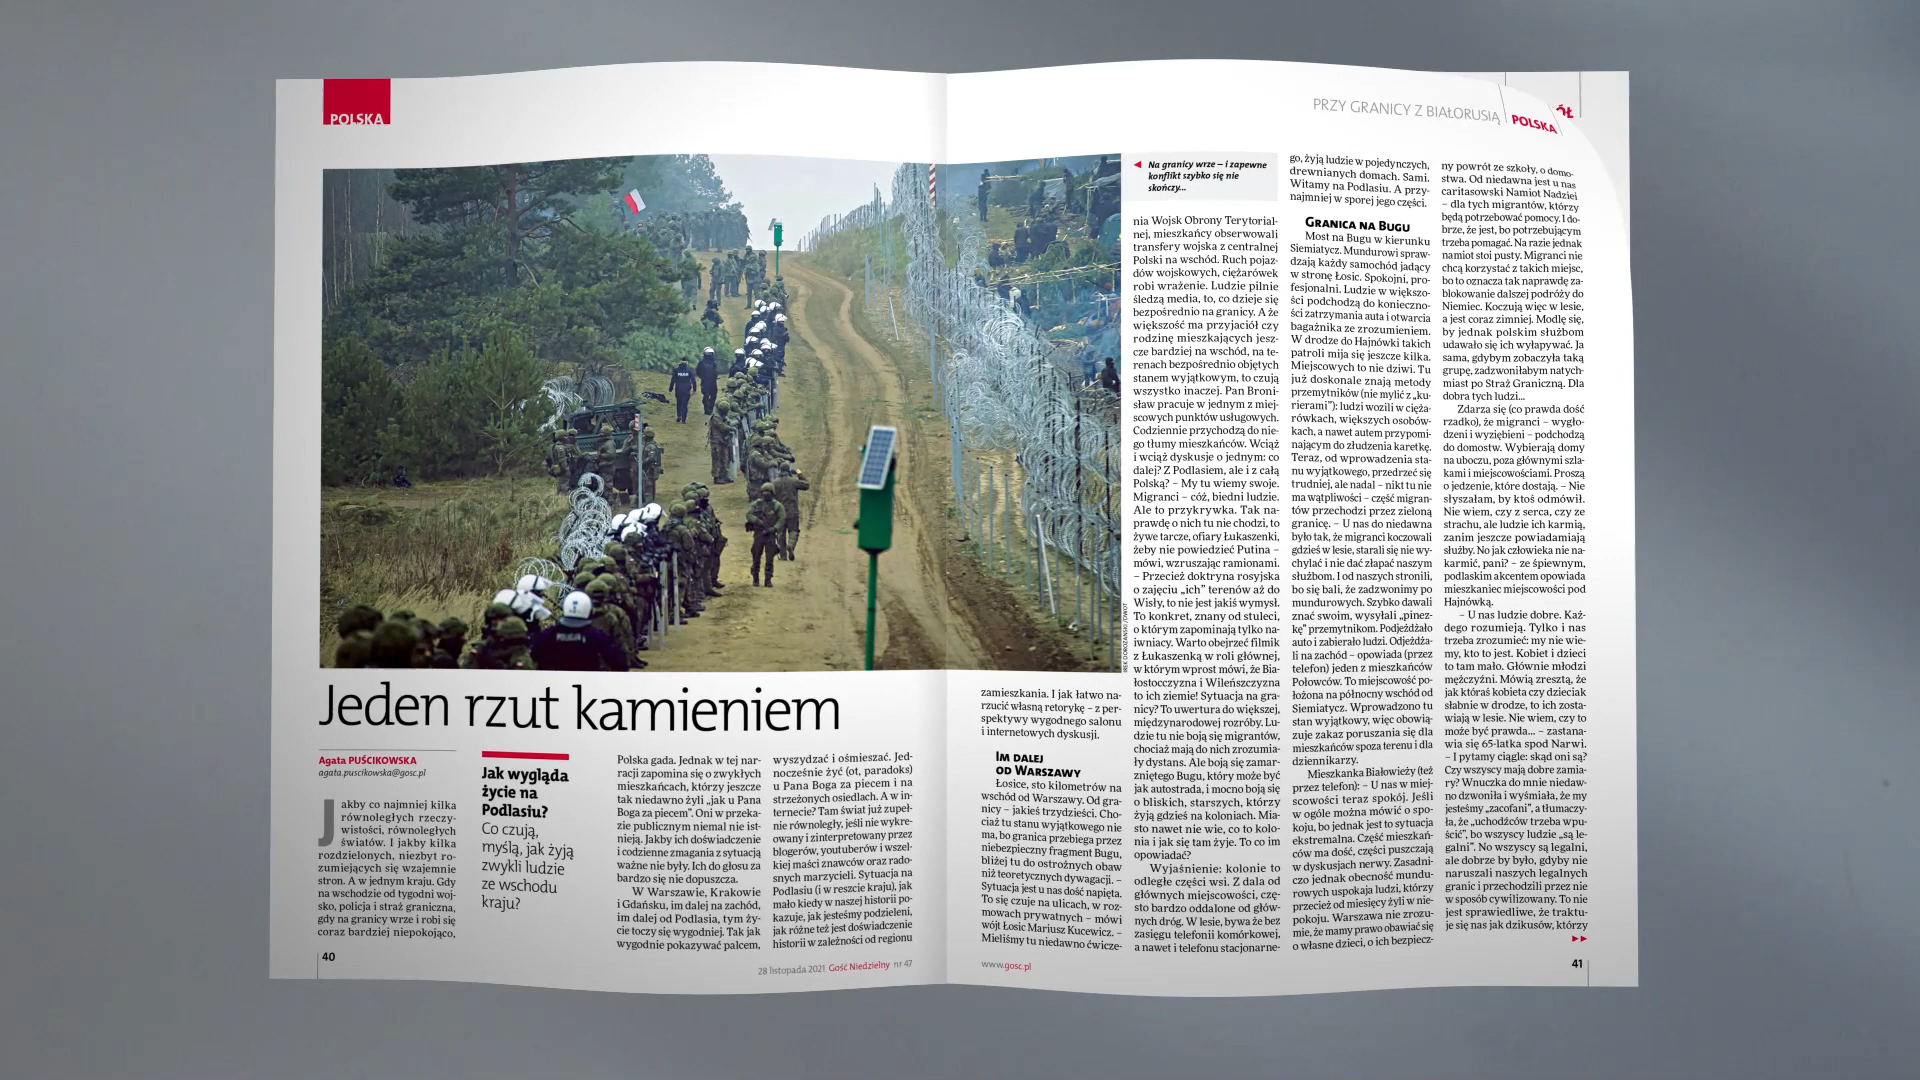 POLSKA
PRZY GRANICY Z BIAŁORUSIĄ
POLSKA
ÓŁ
Na granicy wrze – i zapewne
konflikt szybko się nie
skończy...
POLICJA
Jeden rzut kamieniem
Agata PUŚCIKOWSKA
agata.puscikowska@gosc.pl
Jakby co najmniej kilka
równoległych rzeczy-
wistości, równoległych
światów. I jakby kilka
rozdzielonych, niezbyt ro-
zumiejących się wzajemnie
stron. A w jednym kraju. Gdy
na wschodzie od tygodni woj-
sko, policja i straż graniczna,
gdy na granicy wrze i robi się
coraz bardziej niepokojąco,
Jak wygląda
życie na
Podlasiu?
Co czują,
myślą, jak żyją
zwykli ludzie
ze wschodu
kraju?
Polska gada. Jednak w tej nar-
racji zapomina się o zwykłych
mieszkańcach, którzy jeszcze
tak niedawno żyli „jak u Pana
Boga za piecem”. Oni w przeka-
zie publicznym niemal nie ist-
nieją. Jakby ich doświadczenie
i codzienne zmagania z sytuacją
ważne nie były. Ich do głosu za
bardzo się nie dopuszcza.
W Warszawie, Krakowie
i Gdańsku, im dalej na zachód,
im dalej od Podlasia, tym ży-
cie toczy się wygodniej. Tak jak
wygodnie pokazywać palcem,
wyszydzać i ośmieszać. Jed-
nocześnie żyć (ot, paradoks)
u Pana Boga za piecem i na
strzeżonych osiedlach. A w in-
ternecie? Tam świat już zupeł-
nie równoległy, jeśli nie wykre-
owany i zinterpretowany przez
blogerów, youtuberów i wszel-
kiej maści znawców oraz rado-
snych marzycieli. Sytuacja na
Podlasiu (i w reszcie kraju), jak
mało kiedy w naszej historii po-
kazuje, jak jesteśmy podzieleni,
jak różne też jest doświadczenie
historii w zależności od regionu
40
28 listopada 2021 Gość Niedzielny nr 47
zamieszkania. I jak łatwo na-
rzucić własną retorykę – z per-
spektywy wygodnego salonu
i internetowych dyskusji.
Im dalej
od Warszawy
Łosice, sto kilometrów na
wschód od Warszawy. Od gra-
nicy – jakieś trzydzieści. Cho-
ciaż tu stanu wyjątkowego nie
ma, bo granica przebiega przez
niebezpieczny fragment Bugu,
bliżej tu do ostrożnych obaw
niż teoretycznych dywagacji. –
Sytuacja jest u nas dość napięta.
To się czuje na ulicach, w roz-
mowach prywatnych – mówi
wójt Łosic Mariusz Kucewicz. –
Mieliśmy tu niedawno ćwicze-
nia Wojsk Obrony Terytorial-
nej, mieszkańcy obserwowali
transfery wojska z centralnej
Polski na wschód. Ruch pojaz-
dów wojskowych, ciężarówek
robi wrażenie. Ludzie pilnie
śledzą media, to, co dzieje się
bezpośrednio na granicy. A że
większość ma przyjaciół czy
rodzinę mieszkających jesz-
cze bardziej na wschód, na te-
renach bezpośrednio objętych
stanem wyjątkowym, to czują
wszystko inaczej. Pan Broni-
sław pracuje w jednym z miej-
scowych punktów usługowych.
Codziennie przychodzą do nie-
go tłumy mieszkańców. Wciąż
i wciąż dyskusje o jednym: co
dalej? Z Podlasiem, ale i z całą
Polską? – My tu wiemy swoje.
Migranci – cóż, biedni ludzie.
Ale to przykrywka. Tak na-
prawdę o nich tu nie chodzi, to
żywe tarcze, ofiary Łukaszenki,
żeby nie powiedzieć Putina –
mówi, wzruszając ramionami.
– Przecież doktryna rosyjska
o zajęciu „ich” terenów aż do
Wisły, to nie jest jakiś wymysł.
To konkret, znany od stuleci,
o którym zapominają tylko na-
iwniacy. Warto obejrzeć filmik
z Łukaszenką w roli głównej,
w którym wprost mówi, że Bia-
łostocczyzna i Wileńszczyzna
to ich ziemie! Sytuacja na gra-
nicy? To uwertura do większej,
międzynarodowej rozróby. Lu-
dzie tu nie boją się migrantów,
chociaż mają do nich zrozumia-
ły dystans. Ale boją się zamar-
zniętego Bugu, który może być
jak autostrada, i mocno boją się
o bliskich, starszych, którzy
żyją gdzieś na koloniach. Mia-
sto nawet nie wie, co to kolo-
nia i jak się tam żyje. To co im
opowiadać?
Wyjaśnienie: kolonie to
odległe części wsi. Z dala od
głównych miejscowości, czę-
sto bardzo oddalone od głów-
nych dróg. W lesie, bywa że bez
zasięgu telefonii komórkowej,
a nawet i telefonu stacjonarne-
go, żyją ludzie w pojedynczych,
drewnianych domach. Sami.
Witamy na Podlasiu. A przy-
najmniej w sporej jego części.
Granica na Bugu
Most na Bugu w kierunku
Siemiatycz. Mundurowi spraw-
dzają każdy samochód jadący
w stronę Łosic. Spokojni, pro-
fesjonalni. Ludzie w większo-
ści podchodzą do konieczno-
ści zatrzymania auta i otwarcia
bagażnika ze zrozumieniem.
W drodze do Hajnówki takich
patroli mija się jeszcze kilka.
Miejscowych to nie dziwi. Tu
już doskonale znają metody
przemytników (nie mylić z „ku-
rierami”): ludzi wozili w cięża-
rówkach, większych osobów-
kach, a nawet autem przypomi-
nającym do złudzenia karetkę.
Teraz, od wprowadzenia sta-
nu wyjątkowego, przedrzeć się
trudniej, ale nadal – nikt tu nie
ma wątpliwości – część migran-
tów przechodzi przez zieloną
granicę. – U nas do niedawna
było tak, że migranci koczowali
gdzieś w lesie, starali się nie wy-
chylać i nie dać złapać naszym
służbom. I od naszych stronili,
bo się bali, że zadzwonimy po
mundurowych. Szybko dawali
znać swoim, wysyłali „pinez-
kę” przemytnikom. Podjeżdżało
auto i zabierało ludzi. Odjeżdża-
li na zachód – opowiada (przez
telefon) jeden z mieszkańców
Połowców. To miejscowość po-
łożona na północny wschód od
Siemiatycz. Wprowadzono tu
stan wyjątkowy, więc obowią-
zuje zakaz poruszania się dla
mieszkańców spoza terenu i dla
dziennikarzy.
Mieszkanka Białowieży (też
przez telefon): – U nas w miej-
scowości teraz spokój. Jeśli
w ogóle można mówić o spo-
koju, bo jednak jest to sytuacja
ekstremalna. Część mieszkań-
ców ma dość, części puszczają
w dyskusjach nerwy. Zasadni-
czo jednak obecność mundu-
rowych uspokaja ludzi, którzy
przecież od miesięcy żyli w nie-
pokoju. Warszawa nie zrozu-
mie, że mamy prawo obawiać się
o własne dzieci, o ich bezpiecz-
ny powrót ze szkoły, o domo-
stwa. Od niedawna jest u nas
caritasowski Namiot Nadziei
– dla tych migrantów, którzy
będą potrzebować pomocy. I do-
brze, że jest, bo potrzebującym
trzeba pomagać. Na razie jednak
namiot stoi pusty. Migranci nie
chcą korzystać z takich miejsc,
bo to oznacza tak naprawdę za-
blokowanie dalszej podróży do
Niemiec. Koczują więc w lesie,
a jest coraz zimniej. Modlę się,
by jednak polskim służbom
udawało się ich wyłapywać. Ja
sama, gdybym zobaczyła taką
grupę, zadzwoniłabym natych-
miast po Straż Graniczną. Dla
dobra tych ludzi...
Zdarza się (co prawda dość
rzadko), że migranci – wygło-
dzeni i wyziębieni – podchodzą
do domostw. Wybierają domy
na uboczu, poza głównymi szla-
kami i miejscowościami. Proszą
o jedzenie, które dostają. – Nie
słyszałam, by ktoś odmówił.
Nie wiem, czy z serca, czy ze
strachu, ale ludzie ich karmią,
zanim jeszcze powiadamiają
służby. No jak człowieka nie na-
karmić, pani? – ze śpiewnym,
podlaskim akcentem opowiada
mieszkaniec miejscowości pod
Hajnówką.
– U nas ludzie dobre. Każ-
dego rozumieją. Tylko i nas
trzeba zrozumieć: my nie wie-
my, kto to jest. Kobiet i dzieci
to tam mało. Głównie młodzi
mężczyźni. Mówią zresztą, że
jak któraś kobieta czy dzieciak
słabnie w drodze, to ich zosta-
wiają w lesie. Nie wiem, czy to
może być prawda... – zastana-
wia się 65-latka spod Narwi.
– I pytamy ciągle: skąd oni są?
Czy wszyscy mają dobre zamia-
ry? Wnuczka do mnie niedaw-
no dzwoniła i wyśmiała, że my
jesteśmy „zacofani”, a tłumaczy-
ła, że „uchodźców trzeba wpu-
ścić”, bo wszyscy ludzie „są le-
galni”. No wszyscy są legalni,
ale dobrze by było, gdyby nie
naruszali naszych legalnych
granic i przechodzili przez nie
w sposób cywilizowany. To nie
jest sprawiedliwe, że traktu-
je się nas jak dzikusów, którzy
www.gosc.pl
41